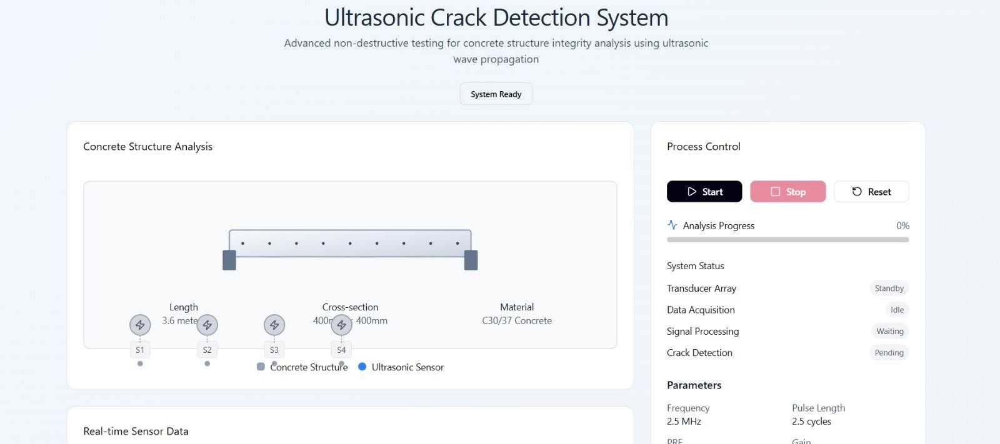 Ultrasonic Crack Detection System
Advanced non-destructive testing for concrete structure integrity analysis using ultrasonic
wave propagation
System Ready
Concrete Structure Analysis
Length
3.6
Cross-section
400mm
Material
C30/37 Concrete
S1
S2
S3
S4
Concrete Structure
Ultrasonic Sensor
Real-time Sensor Data
Process Control
Start
Stop
Reset
Analysis Progress
0%
System Status
Transducer Array
Standby
Data Acquisition
Idle
Signal Processing
Waiting
Crack Detection
Pending
Parameters
Frequency
2.5 MHz
Pulse Length
2.5 cycles
PRF
Gain